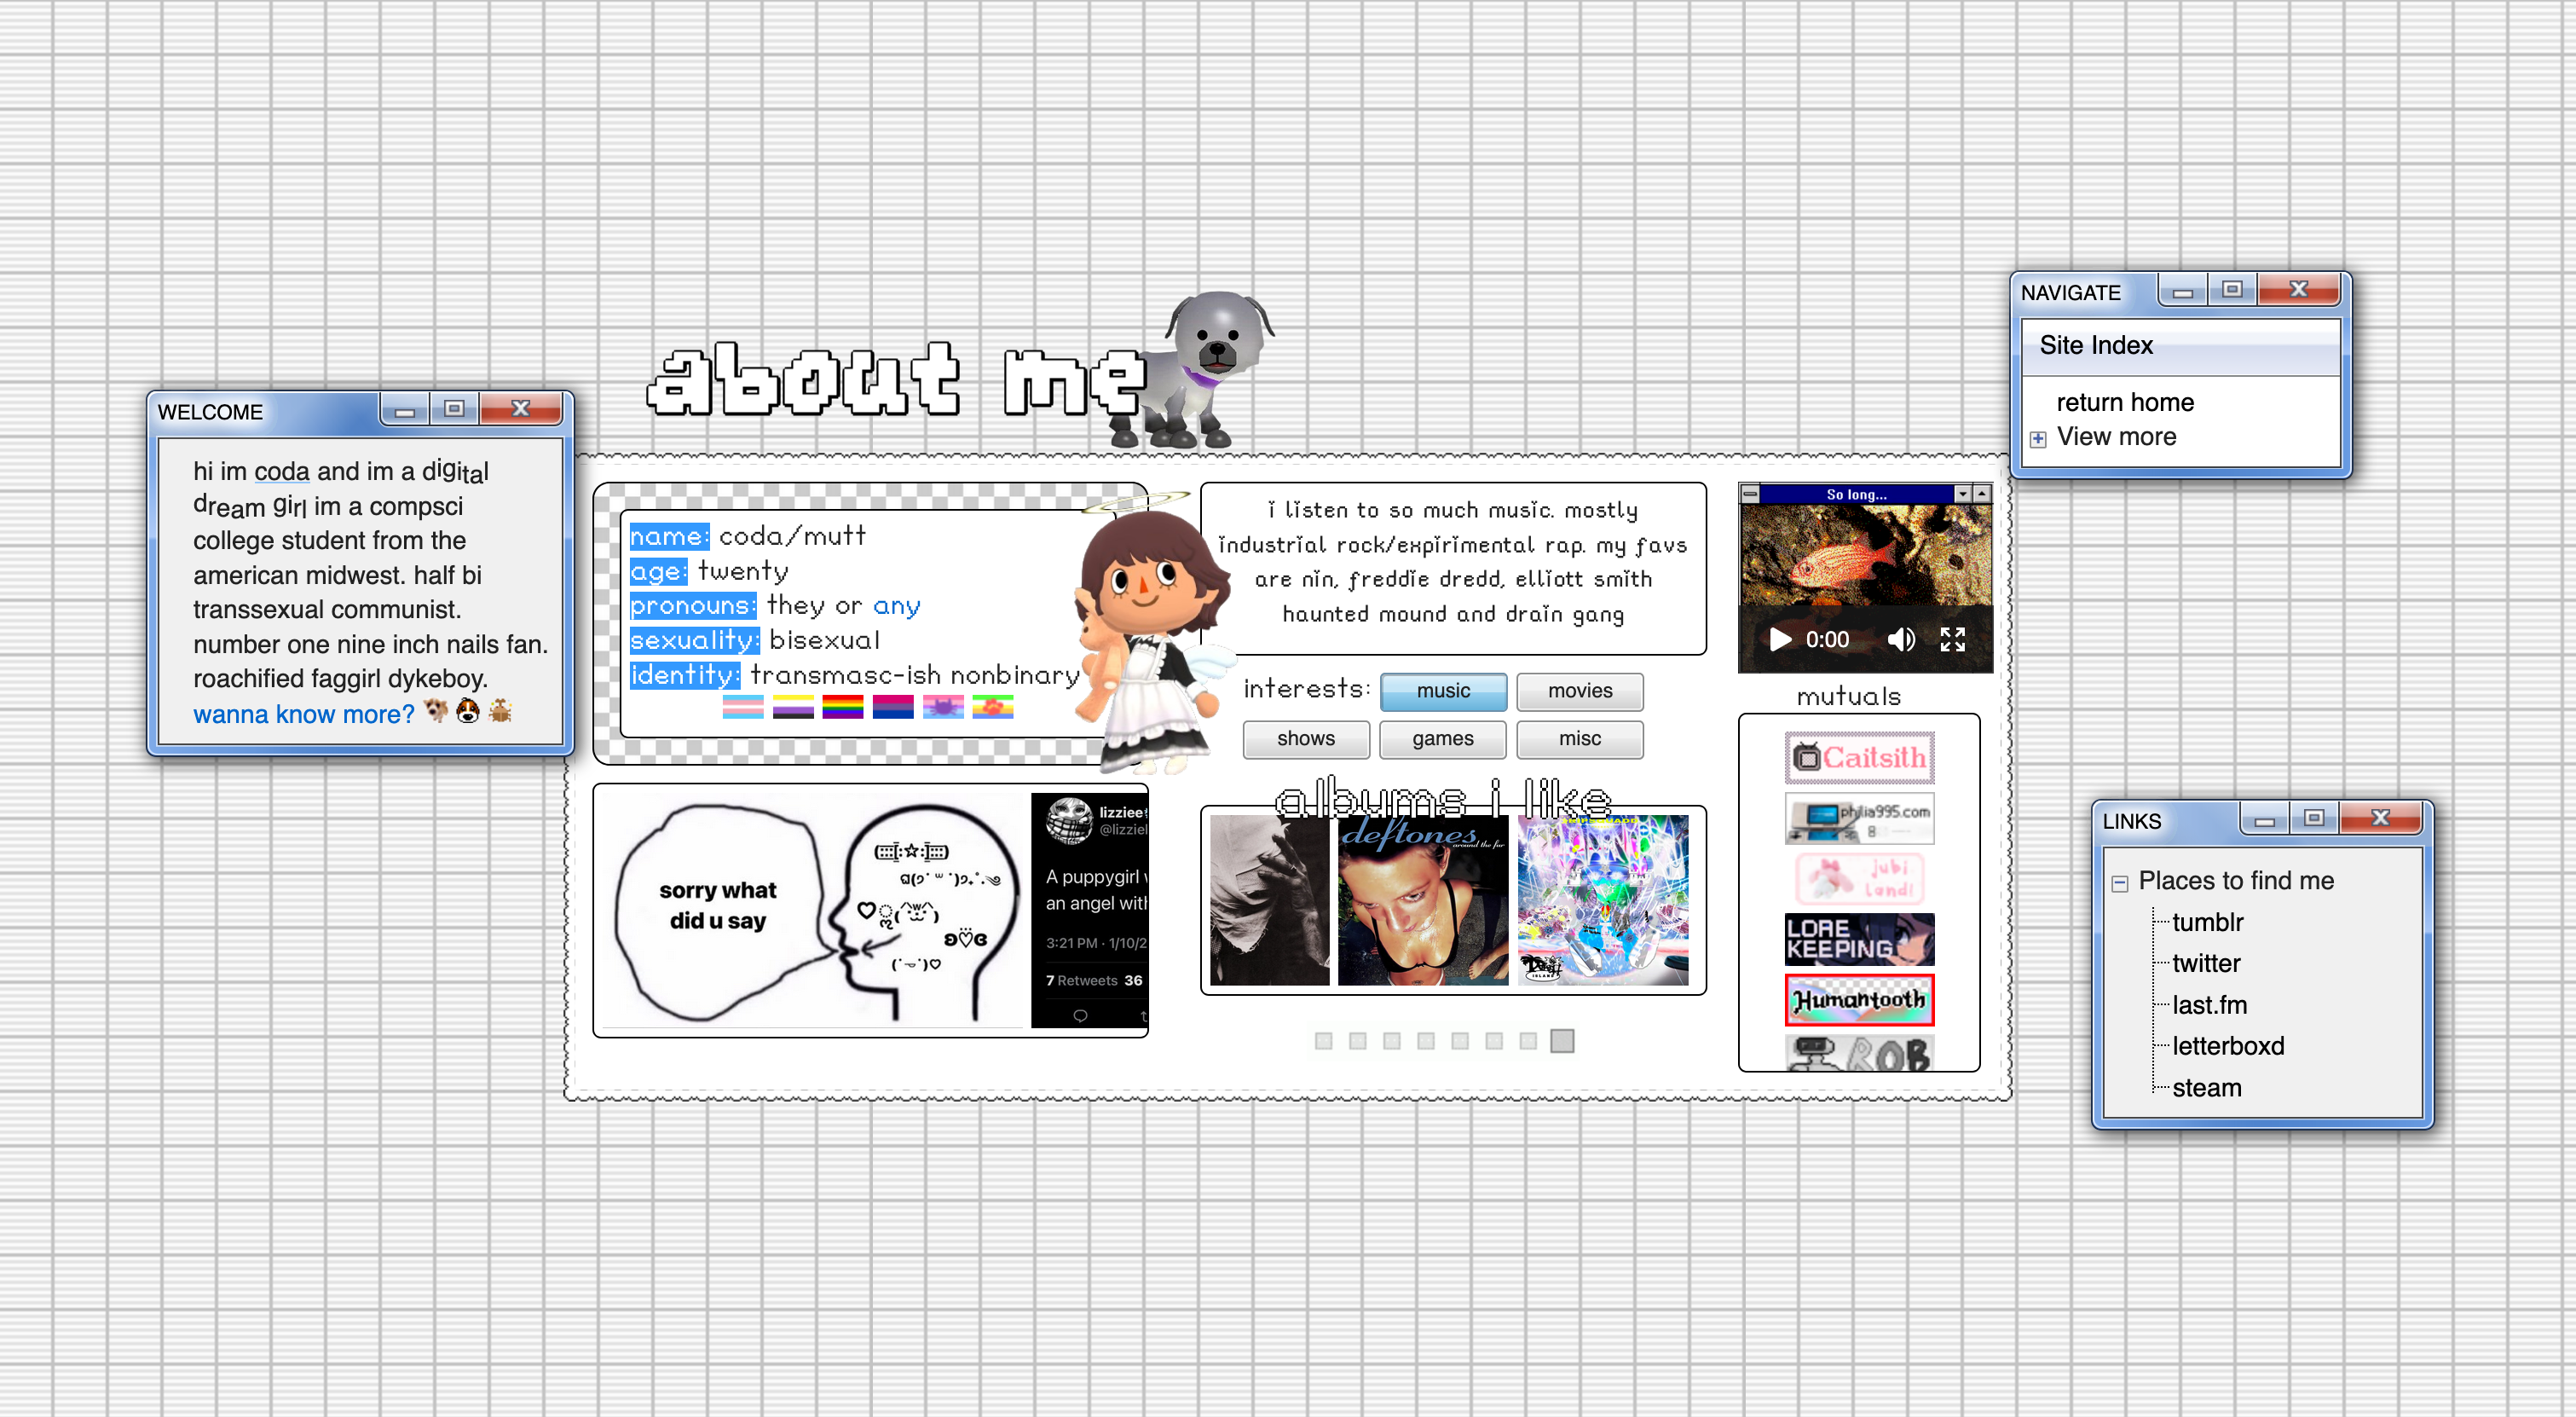 about me
WELCOME
hi im coda and im a digital
dream girl im a compsci
college student from the
american midwest. half bi
transsexual communist.
number one nine inch nails fan.
roachified faggirl dykeboy.
wanna know more?
name: coda/mutt
age: twenty
pronouns: they or any
sexuality: bisexual
identity: transmasc-ish nonbinary
sorry what
did u say
lizziee
@lizziel
A puppygirl
an angel with
3:21 PM · 1/10/2
7 Retweets 36
i listen to so much music. mostly
industrial rock/expirimental rap. my favs
are nin, freddie dredd, elliott smith
haunted mound and drain gang
interests: music movies
shows games misc
albums i like
deftones
around the fur
So long...
0:00
mutuals
Caitsith
philia995.com
jubi
land!
LORE
KEEPING
Humantooth
ROB
NAVIGATE
Site Index
return home
View more
LINKS
Places to find me
tumblr
twitter
last.fm
letterboxd
steam